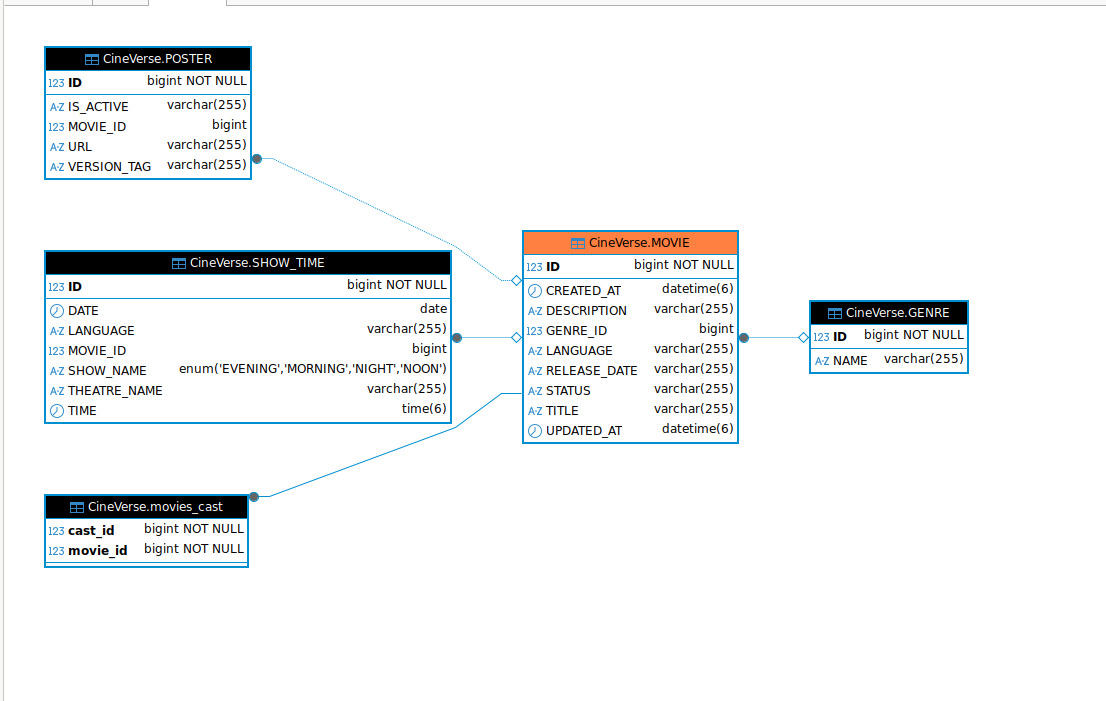 CineVerse.POSTER
123 ID bigint NOT NULL
A-Z IS_ACTIVE varchar(255)
123 MOVIE_ID bigint
A-Z URL varchar(255)
A-Z VERSION_TAG varchar(255)
CineVerse.SHOW_TIME
123 ID bigint NOT NULL
DATE date
A-Z LANGUAGE varchar(255)
123 MOVIE_ID bigint
A-Z SHOW_NAME enum('EVENING','MORNING','NIGHT','NOON')
A-Z THEATRE_NAME varchar(255)
TIME time(6)
CineVerse.movies_cast
123 cast_id bigint NOT NULL
123 movie_id bigint NOT NULL
CineVerse.MOVIE
123 ID bigint NOT NULL
CREATED_AT datetime(6)
A-Z DESCRIPTION varchar(255)
123 GENRE_ID bigint
A-Z LANGUAGE varchar(255)
A-Z RELEASE_DATE varchar(255)
A-Z STATUS varchar(255)
A-Z TITLE varchar(255)
UPDATED_AT datetime(6)
CineVerse.GENRE
123 ID bigint NOT NULL
A-Z NAME varchar(255)